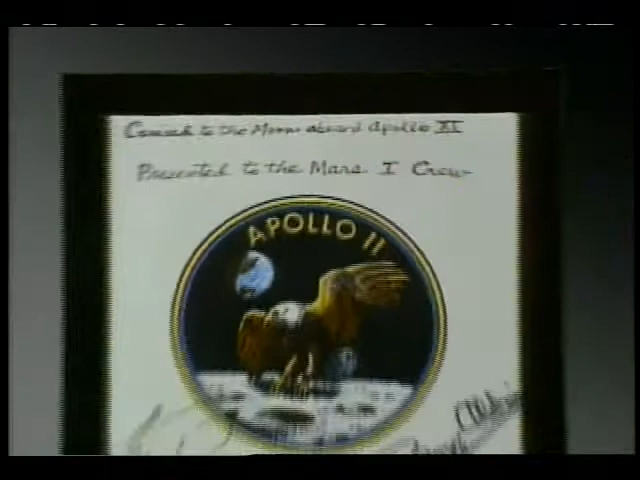 Carried to the Moon aboard Apollo XI
Presented to the Mars I Crew
APOLLO 11